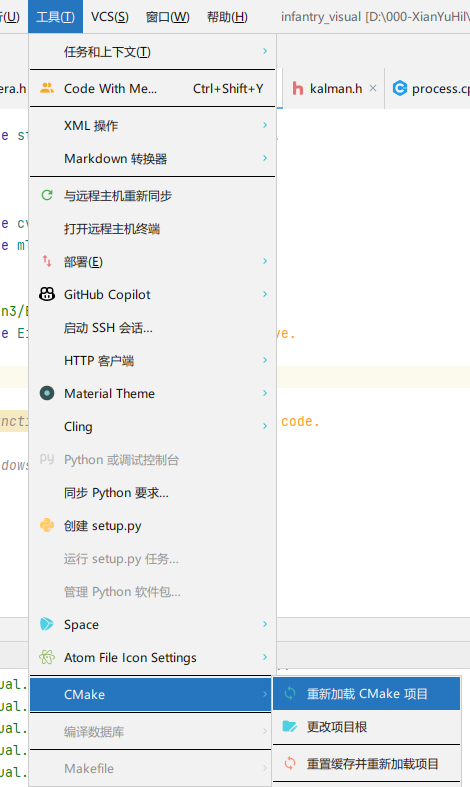 (U) 工具(T) VCS(S) 窗口(W) 帮助(H) infantry_visual [D:\000-XianYuHil\
era.h kalman.h process.cp
任务和上下文(T)
Code With Me... Ctrl+Shift+Y
XML 操作
Markdown 转换器
与远程主机重新同步
打开远程主机终端
部署(E)
GitHub Copilot
启动 SSH 会话...
HTTP 客户端
Material Theme
Cling
Python 或调试控制台
同步 Python 要求...
创建 setup.py
运行 setup.py 任务...
管理 Python 软件包...
Space
Atom File Icon Settings
CMake
编译数据库
Makefile
重新加载 CMake 项目
更改项目根
重置缓存并重新加载项目
e st
e cv
e m
n3/E
e Ei ve.
uncti code.
dows
ual.
ual.
ual.
ual.
ual.